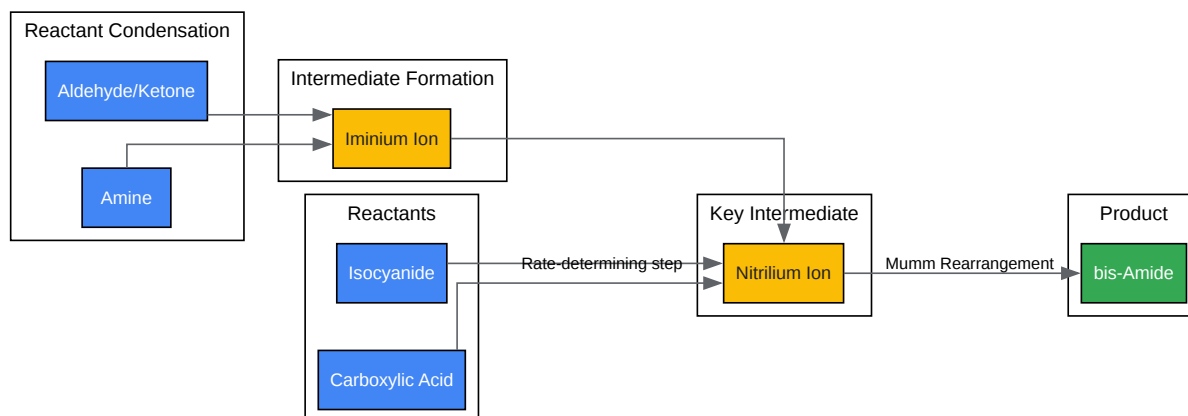 Reactant Condensation
Aldehyde/Ketone
Amine
Intermediate Formation
Iminium Ion
Reactants
Isocyanide
Carboxylic Acid
Rate-determining step
Key Intermediate
Nitrilium Ion
Mumm Rearrangement
Product
bis-Amide